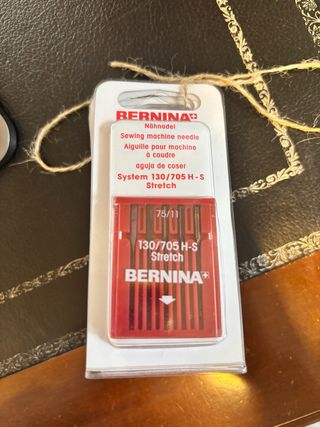 BERNINA+
Nähnadel
Sewing machine needle
Aiguille pour machine
à coudre
aguja de coser
System 130/705 H-S
Stretch
75/11
130/705 H-S
Stretch
BERNINA+